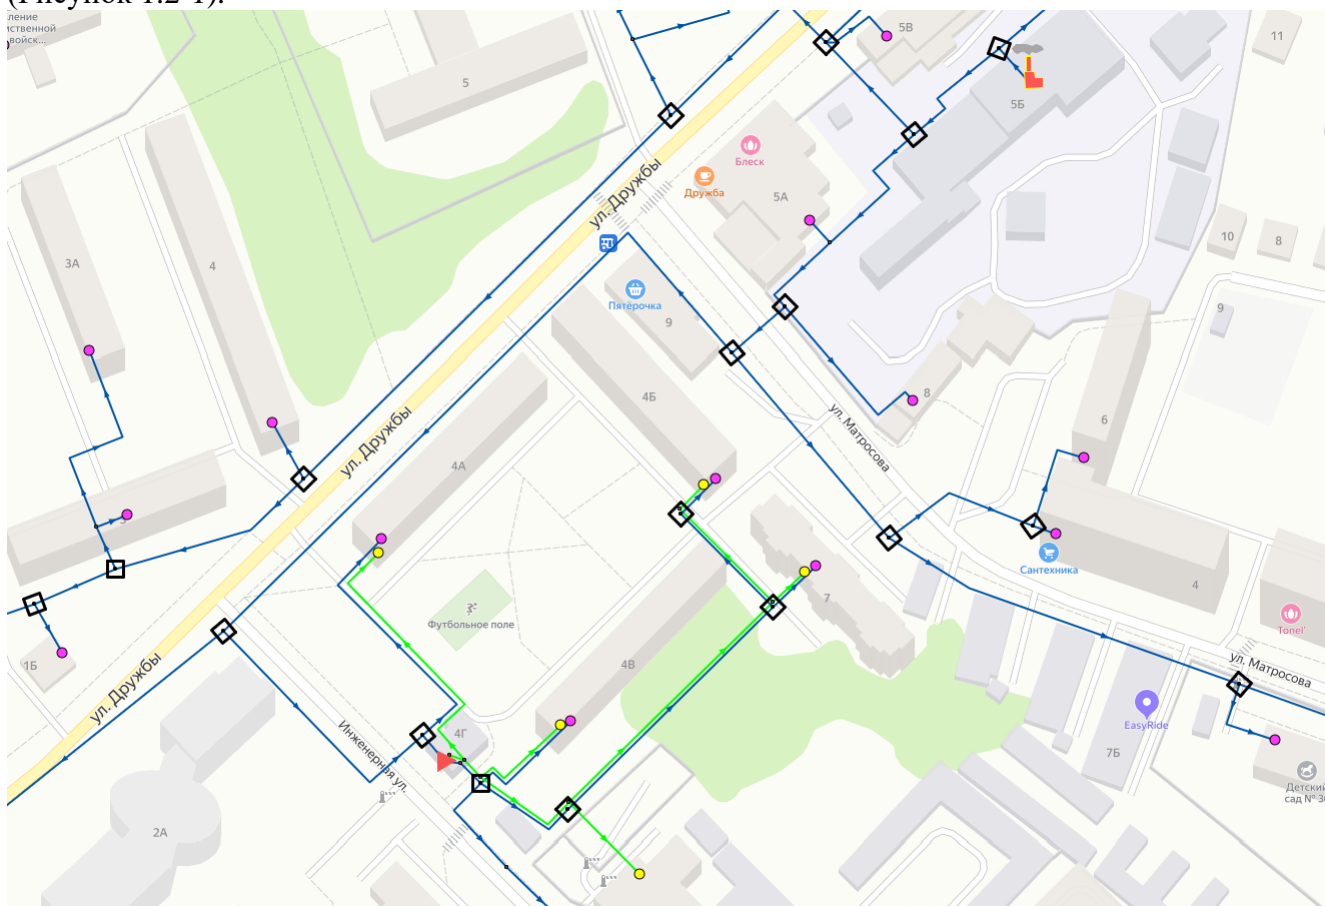 (Рисунок 1.2-1).
ление
иственной
войск...
5В
11
5
5Б
Блеск
ул. Дружбы
Дружба
5А
3А
4
10
8
Пятёрочка
9
9
4Б
8
6
ул. Дружбы
ул. Матросова
4А
3
Сантехника
4
Футбольное поле
7
Tonel'
1Б
4В
ул. Матросова
ул. Дружбы
EasyRide
Инженерная ул.
4Г
7Б
Детский
сад № 3
2А